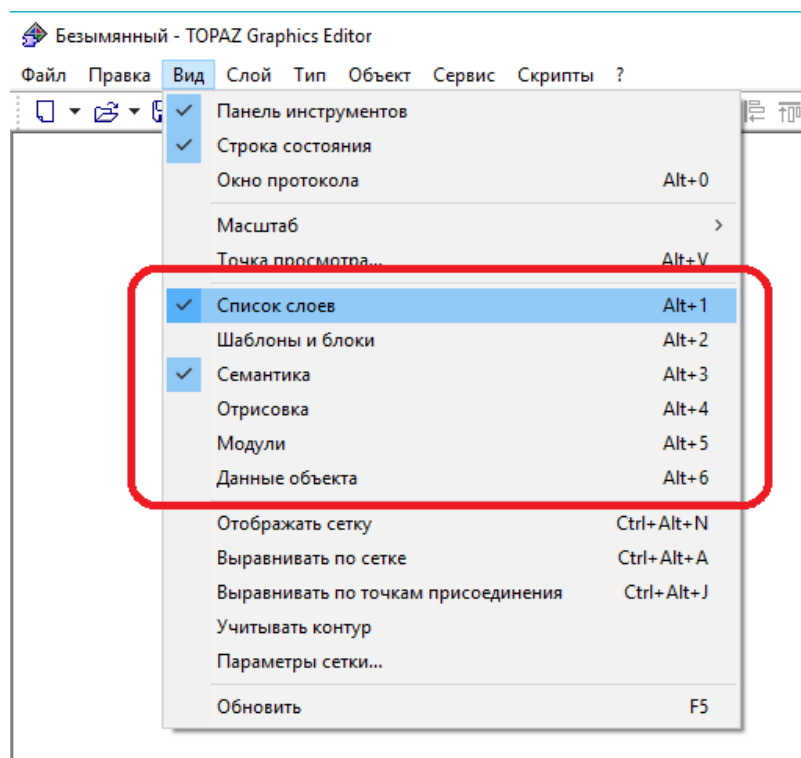 Безымянный - TOPAZ Graphics Editor
Файл Правка Вид Слой Тип Объект Сервис Скрипты ?
Панель инструментов
Строка состояния
Окно протокола Alt+0
Масштаб
Точка просмотра... Alt+V
Список слоев Alt+1
Шаблоны и блоки Alt+2
Семантика Alt+3
Отрисовка Alt+4
Модули Alt+5
Данные объекта Alt+6
Отображать сетку Ctrl+Alt+N
Выравнивать по сетке Ctrl+Alt+A
Выравнивать по точкам присоединения Ctrl+Alt+J
Учитывать контур
Параметры сетки...
Обновить F5